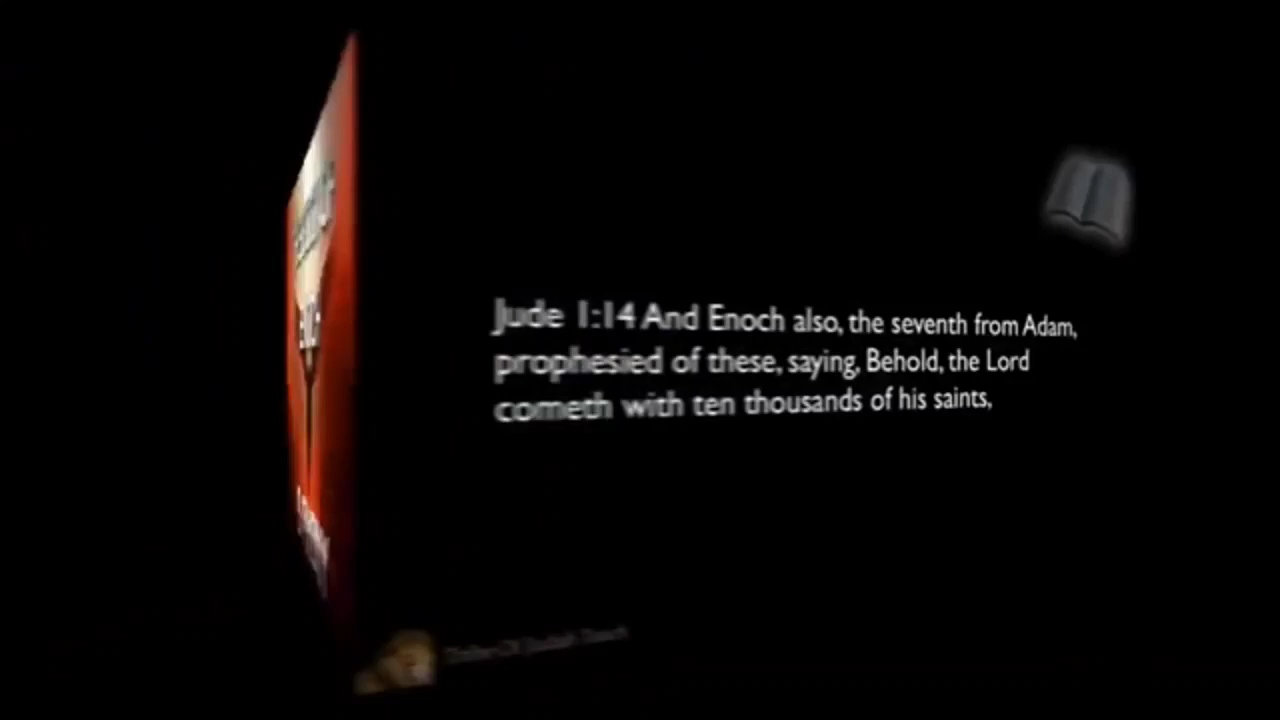 Jude 1:14 And Enoch also, the seventh from Adam,
prophesied of these, saying, Behold, the Lord
cometh with ten thousands of his saints,